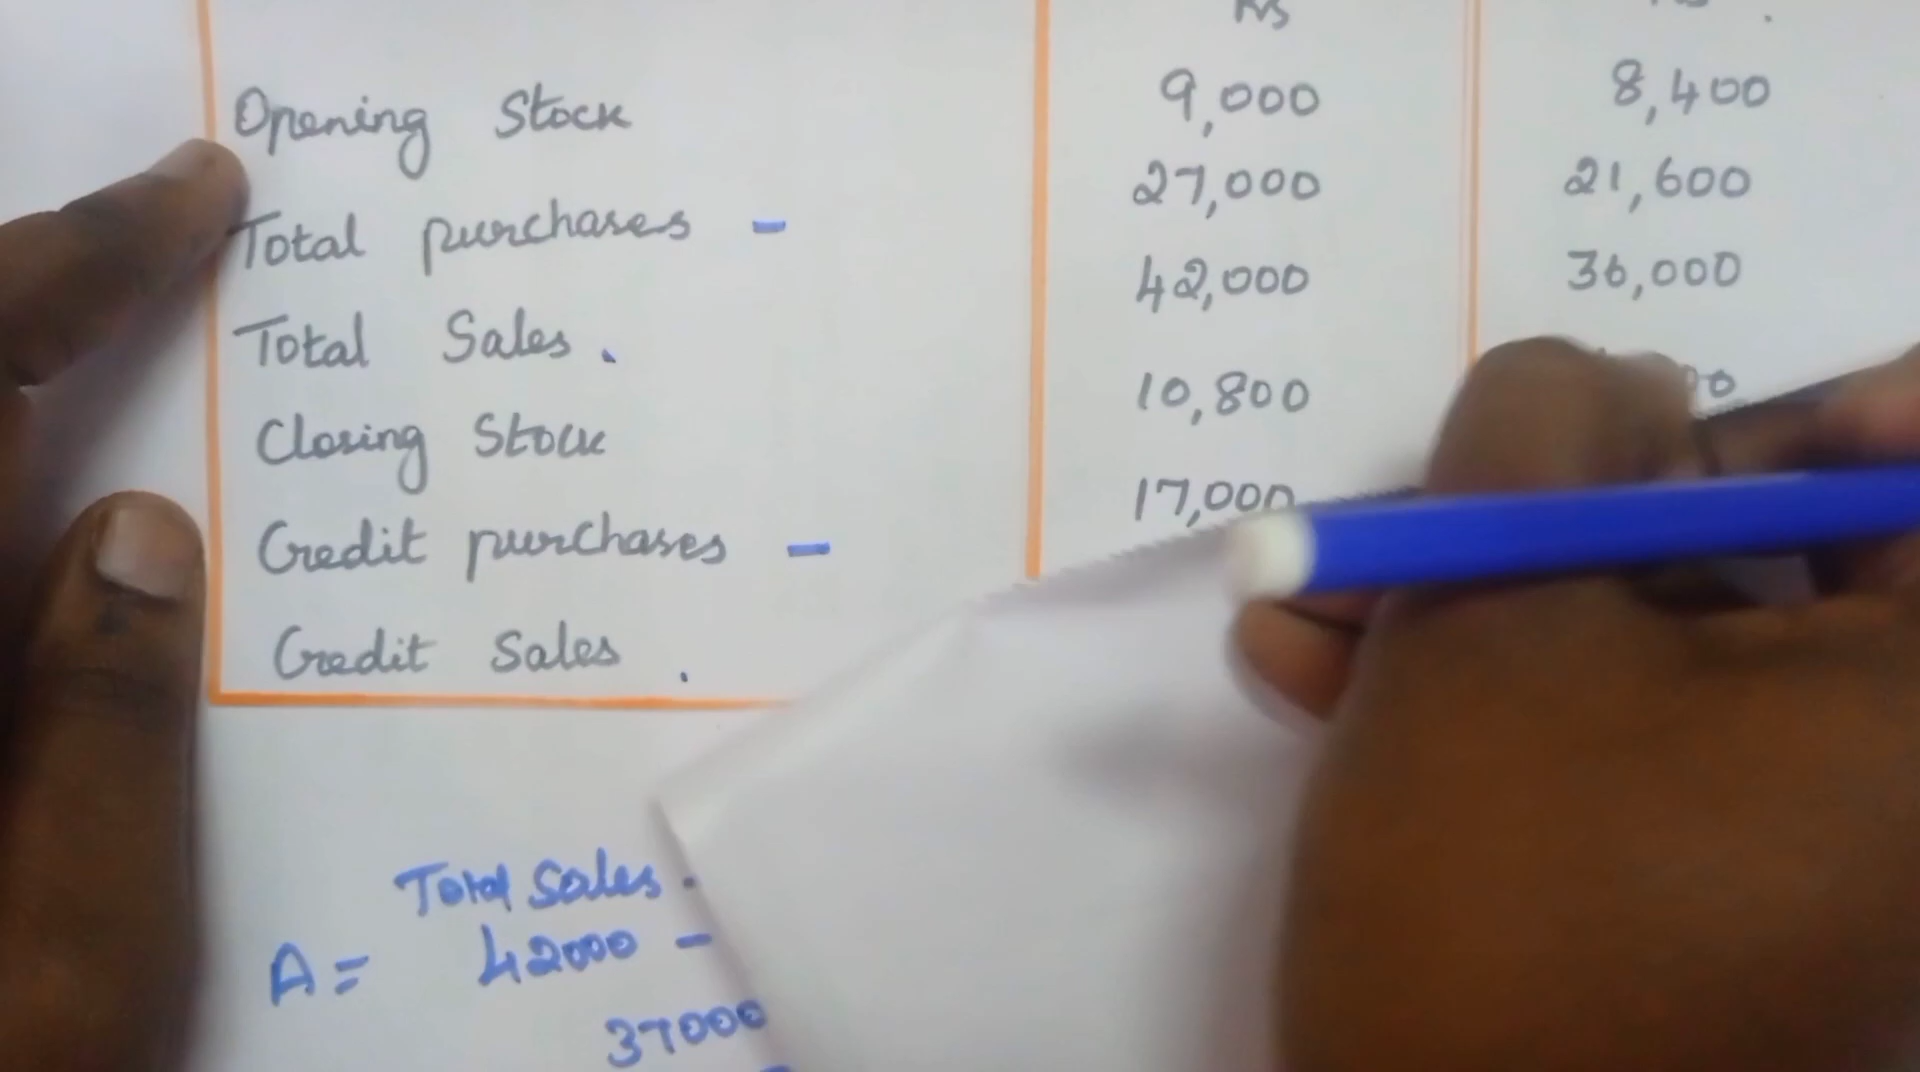 Rs Rs.
Opening Stock 9,000 8,400
Total purchases - 27,000 21,600
Total Sales . 42,000 36,000
Closing Stock 10,800
Credit purchases - 17,000
Credit Sales .
Total Sales -
A = 42000 -
37000